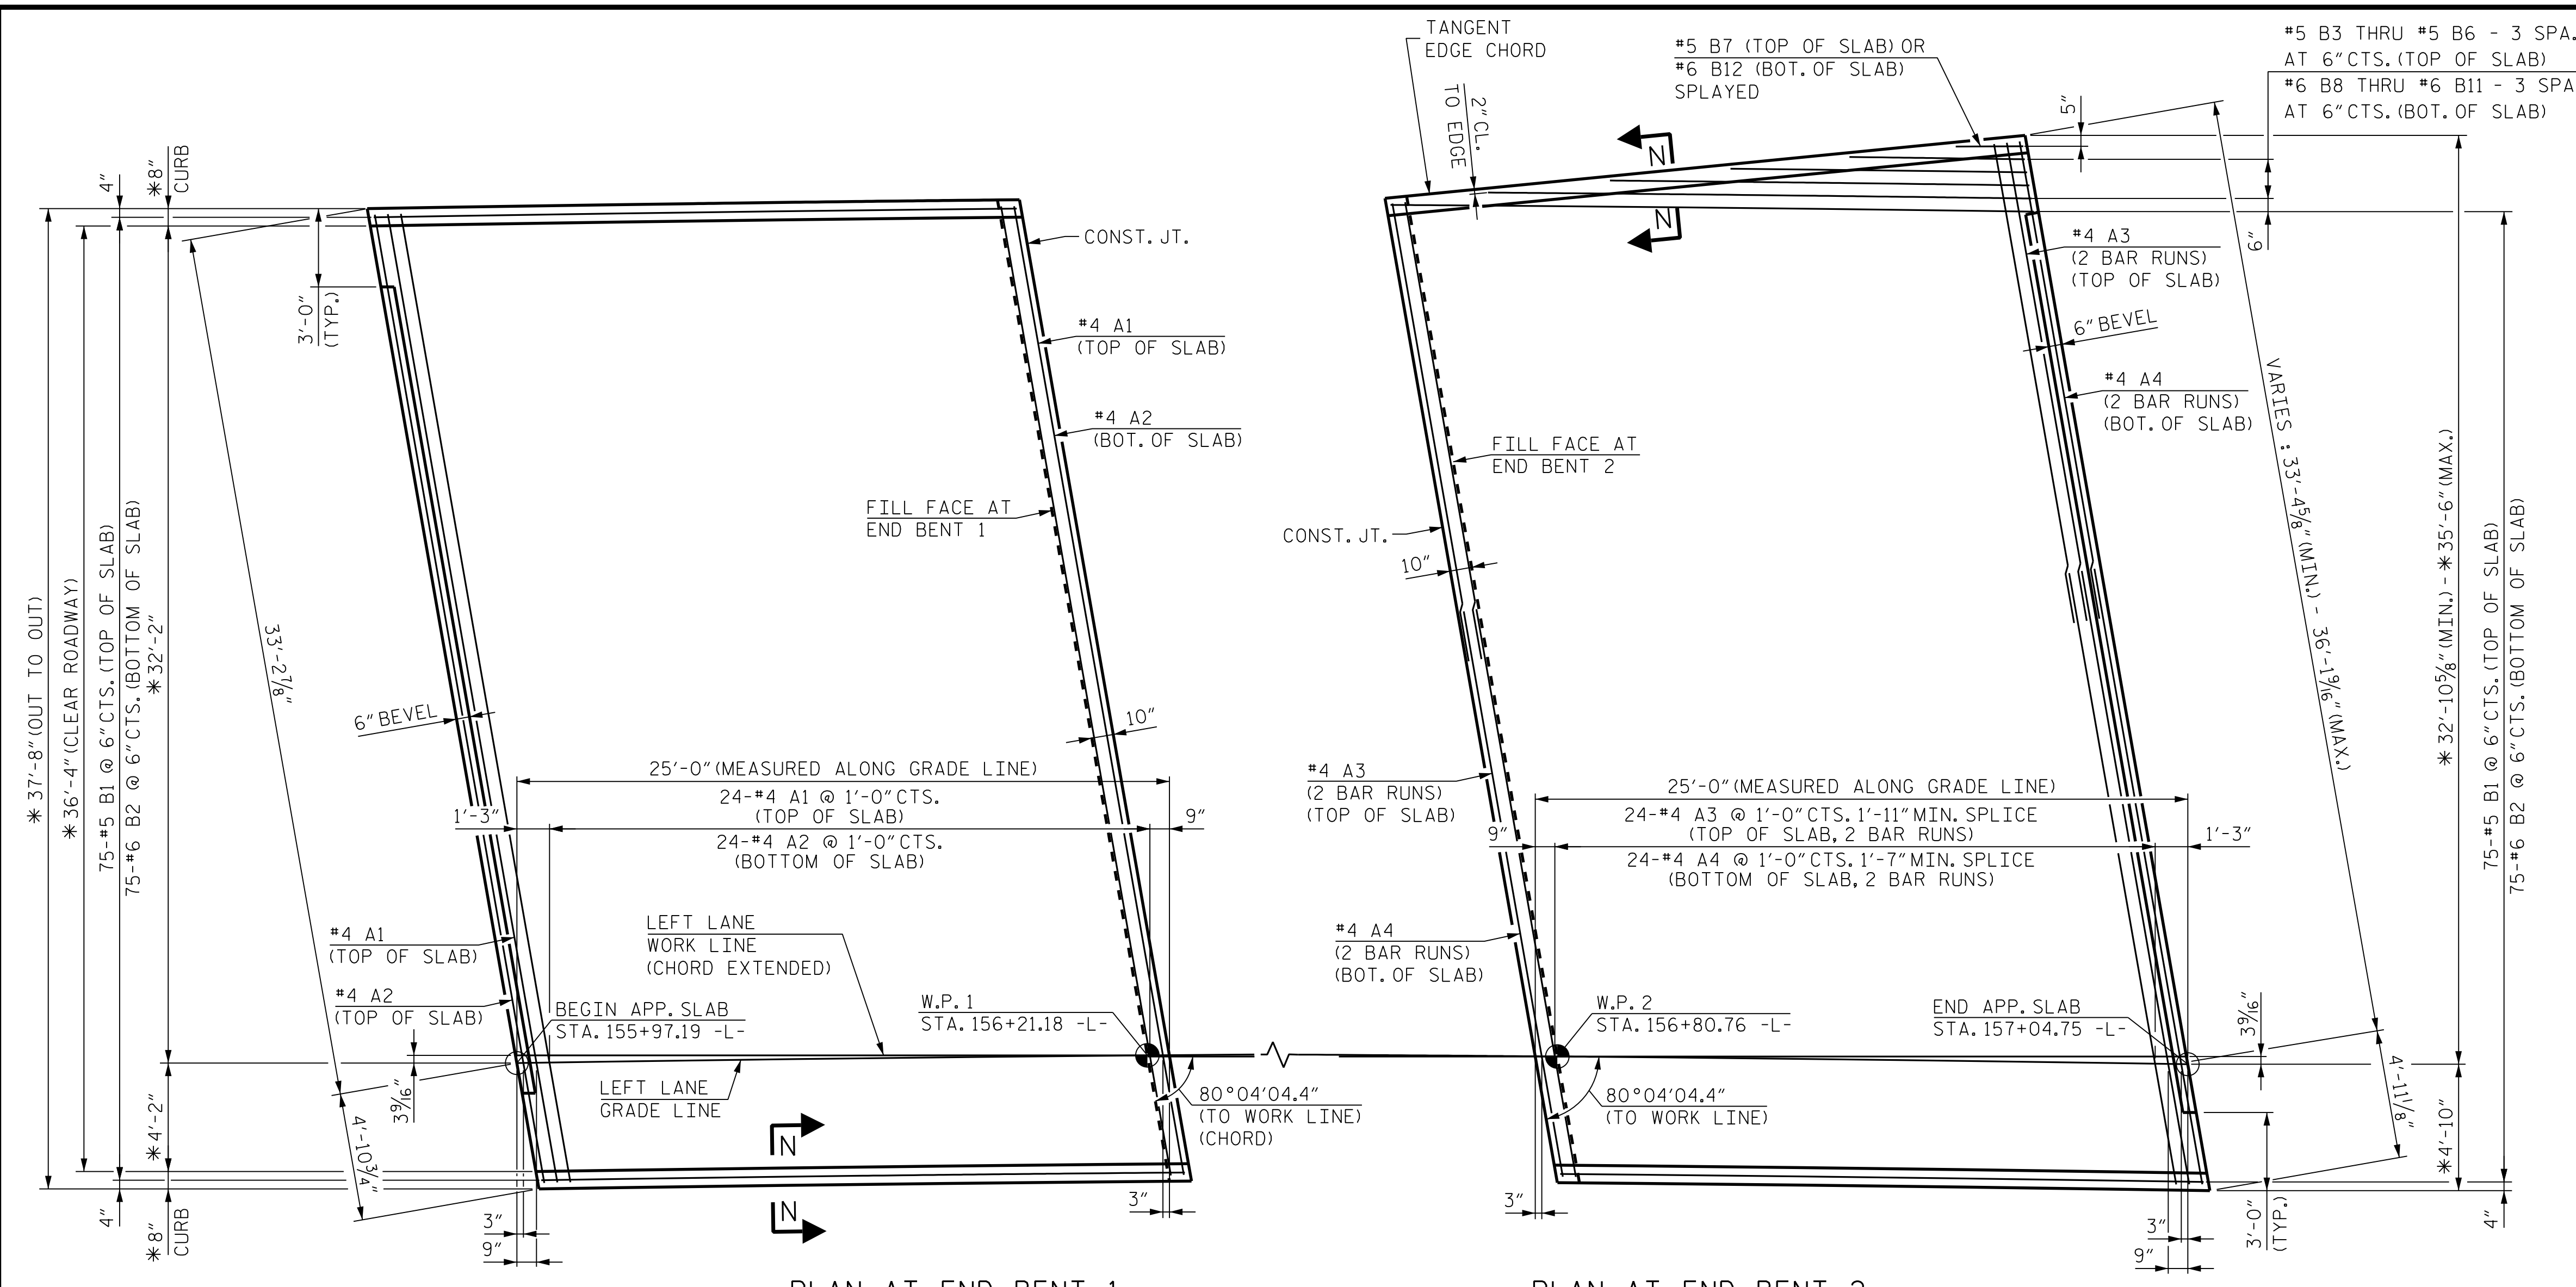 TANGENT
EDGE CHORD
#5 B7 (TOP OF SLAB) OR
#6 B12 (BOT. OF SLAB)
SPLAYED
#5 B3 THRU #5 B6 - 3 SPA.
AT 6" CTS. (TOP OF SLAB)
#6 B8 THRU #6 B11 - 3 SPA
AT 6" CTS. (BOT. OF SLAB)
2" CL.
TO EDGE
5"
N
N
6"
4"
✳8"
CURB
3'-0"
(TYP.)
CONST. JT.
#4 A1
(TOP OF SLAB)
#4 A2
(BOT. OF SLAB)
FILL FACE AT
END BENT 1
✳ 37'-8" (OUT TO OUT)
✳36'-4" (CLEAR ROADWAY)
75-#5 B1 @ 6" CTS. (TOP OF SLAB)
75-#6 B2 @ 6" CTS. (BOTTOM OF SLAB)
✳32'-2"
33'-2⅞"
6" BEVEL
10"
25'-0" (MEASURED ALONG GRADE LINE)
24-#4 A1 @ 1'-0" CTS.
(TOP OF SLAB)
1'-3"
9"
24-#4 A2 @ 1'-0" CTS.
(BOTTOM OF SLAB)
#4 A1
(TOP OF SLAB)
#4 A2
(TOP OF SLAB)
LEFT LANE
WORK LINE
(CHORD EXTENDED)
BEGIN APP. SLAB
STA. 155+97.19 -L-
W.P. 1
STA. 156+21.18 -L-
LEFT LANE
GRADE LINE
3 9/16"
80°04'04.4"
(TO WORK LINE)
(CHORD)
✳4'-2"
4'-10¾"
N
N
4"
✳8"
CURB
3"
9"
3"
PLAN AT END BENT 1
#4 A3
(2 BAR RUNS)
(TOP OF SLAB)
6" BEVEL
#4 A4
(2 BAR RUNS)
(BOT. OF SLAB)
FILL FACE AT
END BENT 2
CONST. JT.
10"
VARIES : 33'-4⅝" (MIN.) - 36'-1 9/16" (MAX.)
✳ 32'-10⅝" (MIN.) - ✳35'-6" (MAX.)
75-#5 B1 @ 6" CTS. (TOP OF SLAB)
75-#6 B2 @ 6" CTS. (BOTTOM OF SLAB)
#4 A3
(2 BAR RUNS)
(TOP OF SLAB)
25'-0" (MEASURED ALONG GRADE LINE)
24-#4 A3 @ 1'-0" CTS. 1'-11" MIN. SPLICE
(TOP OF SLAB, 2 BAR RUNS)
9"
1'-3"
24-#4 A4 @ 1'-0" CTS. 1'-7" MIN. SPLICE
(BOTTOM OF SLAB, 2 BAR RUNS)
#4 A4
(2 BAR RUNS)
(BOT. OF SLAB)
W.P. 2
STA. 156+80.76 -L-
END APP. SLAB
STA. 157+04.75 -L-
3 9/16"
80°04'04.4"
(TO WORK LINE)
4'-11⅛"
✳4'-10"
3"
3'-0"
(TYP.)
3"
9"
4"
PLAN AT END BENT 2